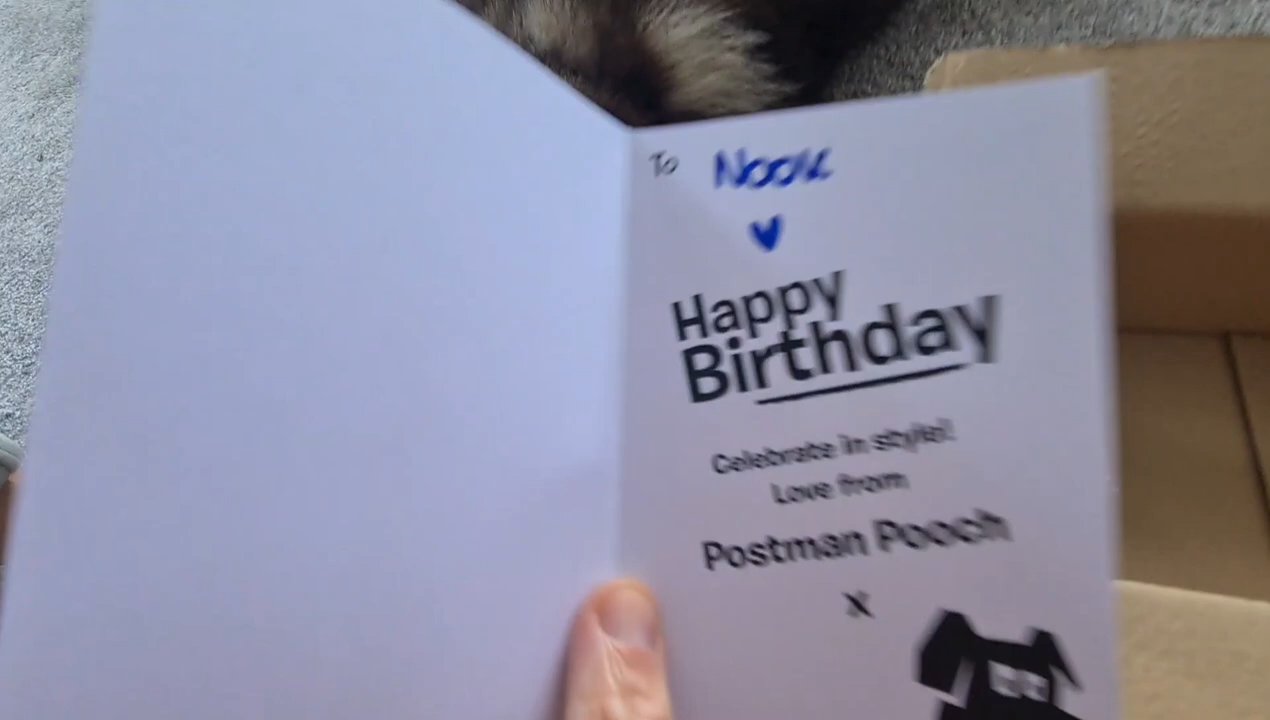 To Nook
Happy
Birthday
Celebrate in style!
Love from
Postman Pooch
x